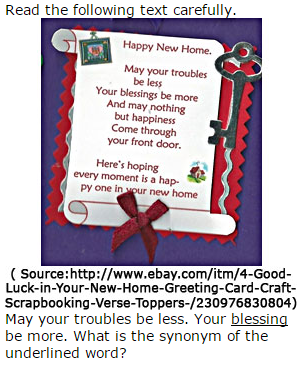 Read the following text carefully.
Happy New Home.
May your troubles
be less
Your blessings be more
And may nothing
but happiness
Come through
your front door.
Here's hoping
every moment is a hap-
py one in your new home
( Source:http://www.ebay.com/itm/4-Good-
Luck-in-Your-New-Home-Greeting-Card-Craft-
Scrapbooking-Verse-Toppers-/230976830804)
May your troubles be less. Your blessing
be more. What is the synonym of the
underlined word?